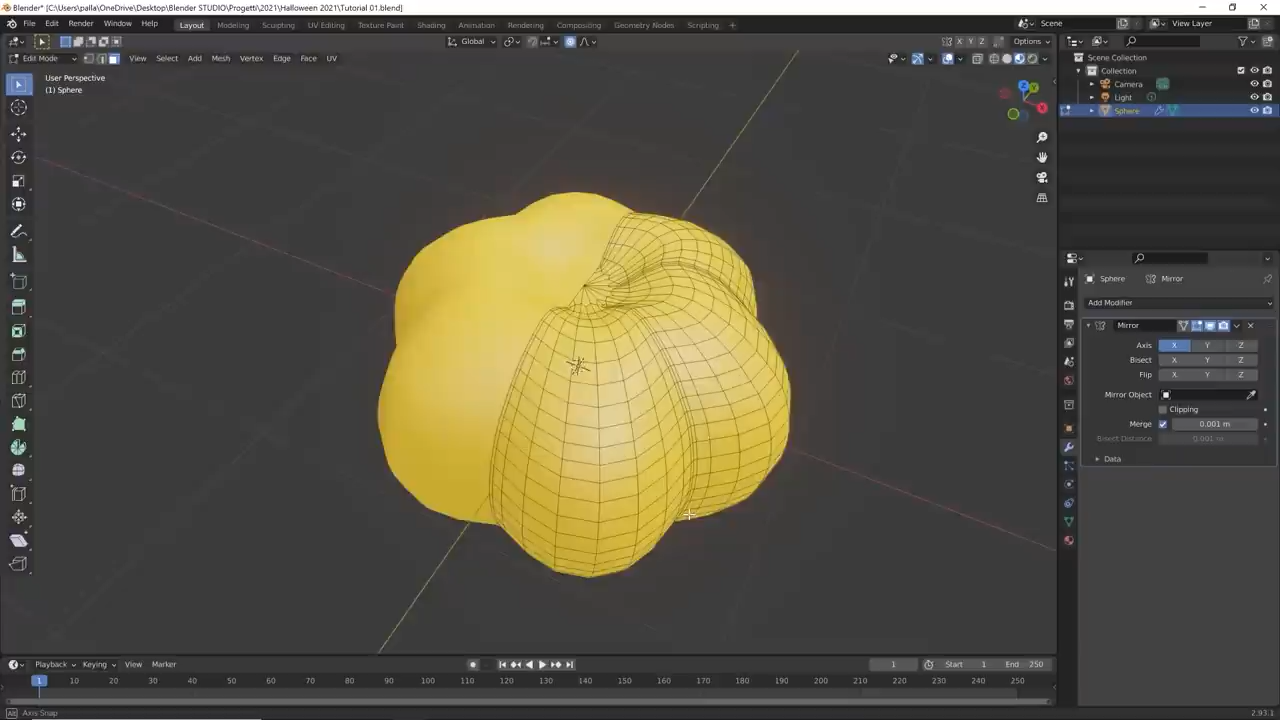 Blender* [C:\Users\palla\OneDrive\Desktop\Blender STUDIO\Progetti\2021\Halloween 2021\Tutorial 01.blend]
File Edit Render Window Help Layout Modeling Sculpting UV Editing Texture Paint Shading Animation Rendering Compositing Geometry Nodes Scripting Scene View Layer
Global X Y Z Options
Edit Mode View Select Add Mesh Vertex Edge Face UV
User Perspective
(1) Sphere
Scene Collection
Collection
Camera
Light
Sphere
Sphere Mirror
Add Modifier
Mirror
Axis X Y Z
Bisect X Y Z
Flip X Y Z
Mirror Object
Clipping
Merge 0.001 m
Bisect Distance 0.001 m
Data
Z
X
Playback Keying View Marker 1 Start 1 End 250
1 10 20 30 40 50 60 70 80 90 100 110 120 130 140 150 160 170 180 190 200 210 220 230 240 250
Axis Snap 2.93.1